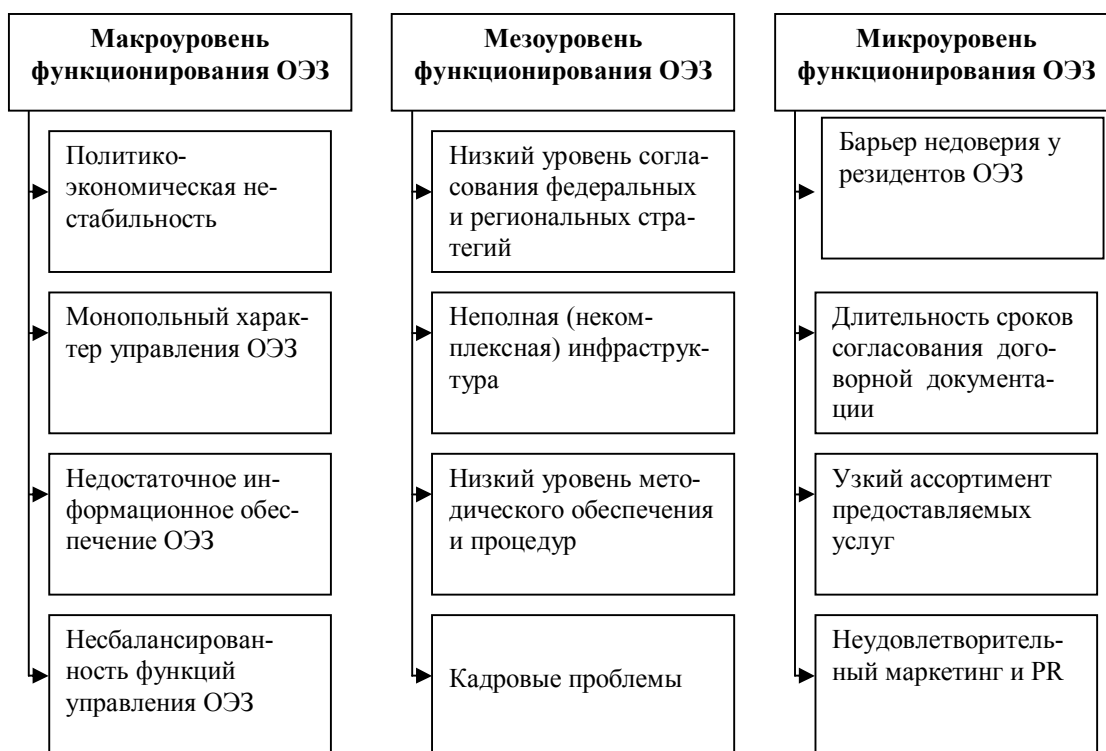 Макроуровень
функционирования ОЭЗ
Политико-
экономическая не-
стабильность
Монопольный харак-
тер управления ОЭЗ
Недостаточное ин-
формационное обес-
печение ОЭЗ
Несбалансирован-
ность функций
управления ОЭЗ
Мезоуровень
функционирования ОЭЗ
Низкий уровень согла-
сования федеральных
и региональных стра-
тегий
Неполная (неком-
плексная) инфраструк-
тура
Низкий уровень мето-
дического обеспечения
и процедур
Кадровые проблемы
Микроуровень
функционирования ОЭЗ
Барьер недоверия у
резидентов ОЭЗ
Длительность сроков
согласования дого-
ворной документа-
ции
Узкий ассортимент
предоставляемых
услуг
Неудовлетворитель-
ный маркетинг и PR